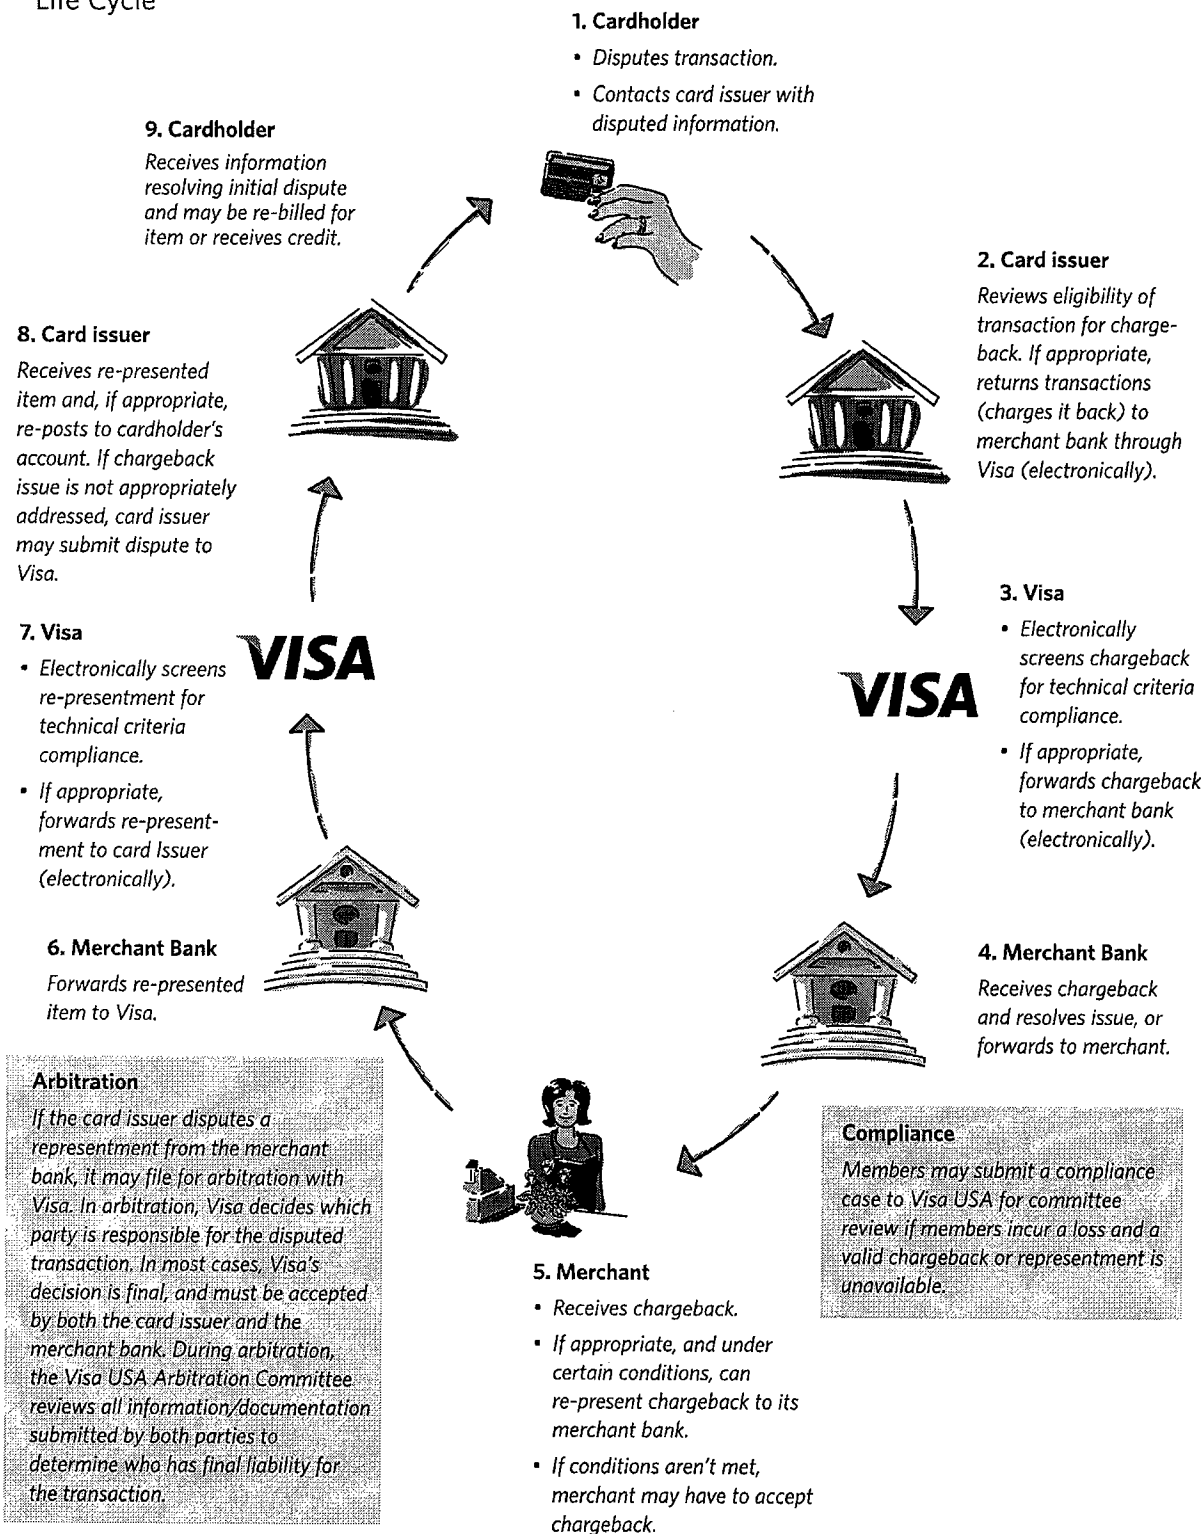 Life Cycle
1. Cardholder
▪ Disputes transaction.
▪ Contacts card issuer with
disputed information.
2. Card issuer
Reviews eligibility of
transaction for charge-
back. If appropriate,
returns transactions
(charges it back) to
merchant bank through
Visa (electronically).
3. Visa
▪ Electronically
screens chargeback
for technical criteria
compliance.
▪ If appropriate,
forwards chargeback
to merchant bank
(electronically).
VISA
4. Merchant Bank
Receives chargeback
and resolves issue, or
forwards to merchant.
Compliance
Members may submit a compliance
case to Visa USA for committee
review if members incur a loss and a
valid chargeback or representment is
unavailable.
5. Merchant
▪ Receives chargeback.
▪ If appropriate, and under
certain conditions, can
re-present chargeback to its
merchant bank.
▪ If conditions aren't met,
merchant may have to accept
chargeback.
6. Merchant Bank
Forwards re-presented
item to Visa.
Arbitration
If the card issuer disputes a
representment from the merchant
bank, it may file for arbitration with
Visa. In arbitration, Visa decides which
party is responsible for the disputed
transaction. In most cases, Visa's
decision is final, and must be accepted
by both the card issuer and the
merchant bank. During arbitration,
the Visa USA Arbitration Committee
reviews all information/documentation
submitted by both parties to
determine who has final liability for
the transaction.
7. Visa
▪ Electronically screens
re-presentment for
technical criteria
compliance.
▪ If appropriate,
forwards re-present-
ment to card Issuer
(electronically).
VISA
8. Card issuer
Receives re-presented
item and, if appropriate,
re-posts to cardholder's
account. If chargeback
issue is not appropriately
addressed, card issuer
may submit dispute to
Visa.
9. Cardholder
Receives information
resolving initial dispute
and may be re-billed for
item or receives credit.